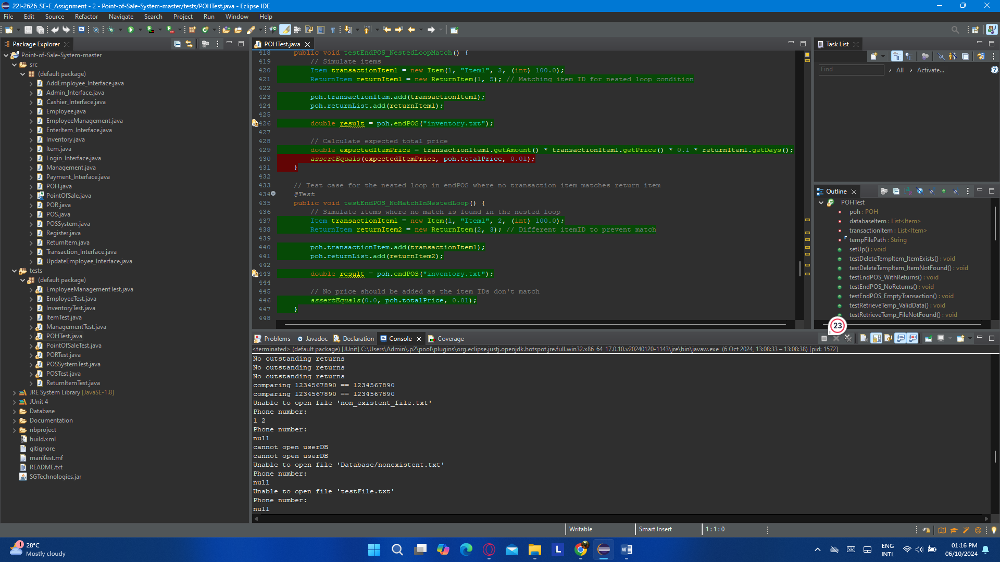 22I-2626_SE-E_Assignment - 2 - Point-of-Sale-System-master/tests/POHTest.java - Eclipse IDE
File Edit Source Refactor Navigate Search Project Run Window Help
Package Explorer
Point-of-Sale-System-master
src
(default package)
AddEmployee_Interface.java
Admin_Interface.java
Cashier_Interface.java
Employee.java
EmployeeManagement.java
EnterItem_Interface.java
Inventory.java
Item.java
Login_Interface.java
Management.java
Payment_Interface.java
POH.java
PointOfSale.java
POR.java
POS.java
POSSystem.java
Register.java
ReturnItem.java
Transaction_Interface.java
UpdateEmployee_Interface.java
tests
(default package)
EmployeeManagementTest.java
EmployeeTest.java
InventoryTest.java
ItemTest.java
ManagementTest.java
POHTest.java
PointOfSaleTest.java
PORTest.java
POSSystemTest.java
POSTest.java
ReturnItemTest.java
JRE System Library [JavaSE-1.8]
JUnit 4
Database
Documentation
nbproject
build.xml
gitignore
manifest.mf
README.txt
SGTechnologies.jar
POHTest.java
418 public void testEndPOS_NestedLoopMatch() {
419 // Simulate items
420 Item transactionItem1 = new Item(1, "Item1", 2, (int) 100.0);
421 ReturnItem returnItem1 = new ReturnItem(1, 5); // Matching item ID for nested loop condition
422
423 poh.transactionItem.add(transactionItem1);
424 poh.returnList.add(returnItem1);
425
426 double result = poh.endPOS("inventory.txt");
427
428 // Calculate expected total price
429 double expectedItemPrice = transactionItem1.getAmount() * transactionItem1.getPrice() * 0.1 * returnItem1.getDays();
430 assertEquals(expectedItemPrice, poh.totalPrice, 0.01);
431 }
432
433 // Test case for the nested loop in endPOS where no transaction item matches return item
434 @Test
435 public void testEndPOS_NoMatchInNestedLoop() {
436 // Simulate items where no match is found in the nested loop
437 Item transactionItem1 = new Item(1, "Item1", 2, (int) 100.0);
438 ReturnItem returnItem2 = new ReturnItem(2, 3); // Different itemID to prevent match
439
440 poh.transactionItem.add(transactionItem1);
441 poh.returnList.add(returnItem2);
442
443 double result = poh.endPOS("inventory.txt");
444
445 // No price should be added as the item IDs don't match
446 assertEquals(0.0, poh.totalPrice, 0.01);
447 }
448
Task List
Find All Activate...
Outline
POHTest
poh : POH
databaseItem : List<Item>
transactionItem : List<Item>
tempFilePath : String
setUp() : void
testDeleteTempItem_ItemExists() : void
testDeleteTempItem_ItemNotFound() : void
testEndPOS_WithReturns() : void
testEndPOS_NoReturns() : void
testEndPOS_EmptyTransaction() : void
testRetrieveTemp_ValidData() : void
testRetrieveTemp_FileNotFound() : void
23
Problems Javadoc Declaration Console Coverage
<terminated> (default package) [JUnit] C:\Users\Admin\.p2\pool\plugins\org.eclipse.justj.openjdk.hotspot.jre.full.win32.x86_64_17.0.10.v20240120-1143\jre\bin\javaw.exe (6 Oct 2024, 13:08:33 – 13:08:38) [pid: 1572]
No outstanding returns
No outstanding returns
No outstanding returns
comparing 1234567890 == 1234567890
comparing 1234567890 == 1234567890
Unable to open file 'non_existent_file.txt'
Phone number:
1 2
Phone number:
null
cannot open userDB
cannot open userDB
Unable to open file 'Database/nonexistent.txt'
Phone number:
null
Unable to open file 'testFile.txt'
Phone number:
null
Writable Smart Insert 1 : 1 : 0
1
28°C
Mostly cloudy
L
ENG
INTL
01:16 PM
06/10/2024